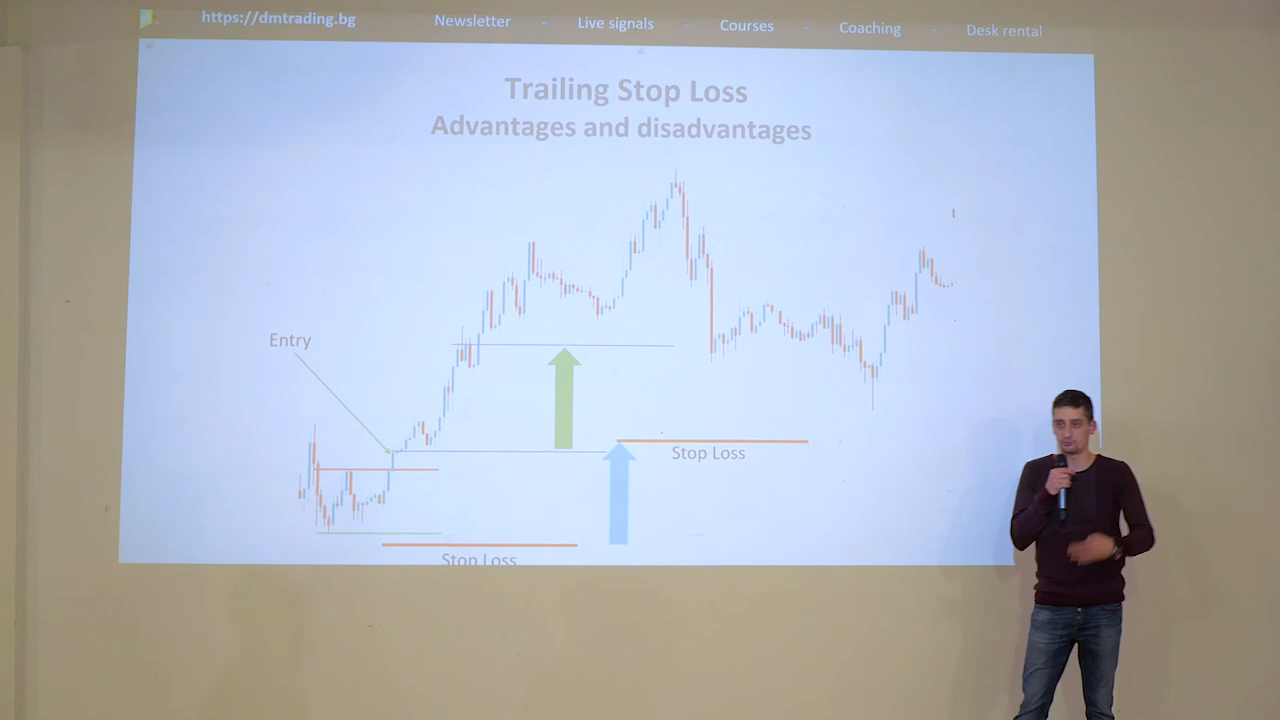 https://dmtrading.bg Newsletter - Live signals - Courses - Coaching - Desk rental
Trailing Stop Loss
Advantages and disadvantages
Entry
Stop Loss
Stop Loss